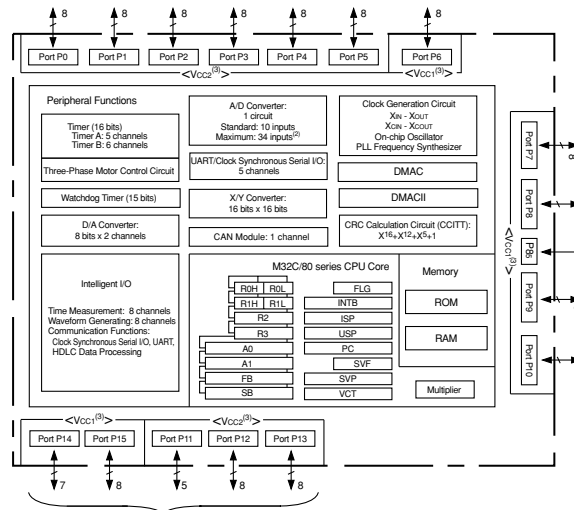 8 8 8 8 8 8 8
Port P0 Port P1 Port P2 Port P3 Port P4 Port P5 Port P6
<VCC2(3)> <VCC1(3)>
Peripheral Functions
Timer (16 bits)
Timer A: 5 channels
Timer B: 6 channels
Three-Phase Motor Control Circuit
Watchdog Timer (15 bits)
D/A Converter:
8 bits x 2 channels
A/D Converter:
1 circuit
Standard: 10 inputs
Maximum: 34 inputs(2)
UART/Clock Synchronous Serial I/O:
5 channels
X/Y Converter:
16 bits x 16 bits
CAN Module: 1 channel
Clock Generation Circuit
XIN - XOUT
XCIN - XCOUT
On-chip Oscillator
PLL Frequency Synthesizer
DMAC
DMACII
CRC Calculation Circuit (CCITT):
X16+X12+X5+1
Intelligent I/O
Time Measurement: 8 channels
Waveform Generating: 8 channels
Communication Functions:
Clock Synchronous Serial I/O, UART,
HDLC Data Processing
M32C/80 series CPU Core
R0H R0L
R1H R1L
R2
R3
A0
A1
FB
SB
FLG
INTB
ISP
USP
PC
SVF
SVP
VCT
Memory
ROM
RAM
Multiplier
Port P7
8
Port P8
P85
<VCC1(3)>
Port P9
Port P10
<VCC1(3)> <VCC2(3)>
Port P14 Port P15 Port P11 Port P12 Port P13
7 8 5 8 8